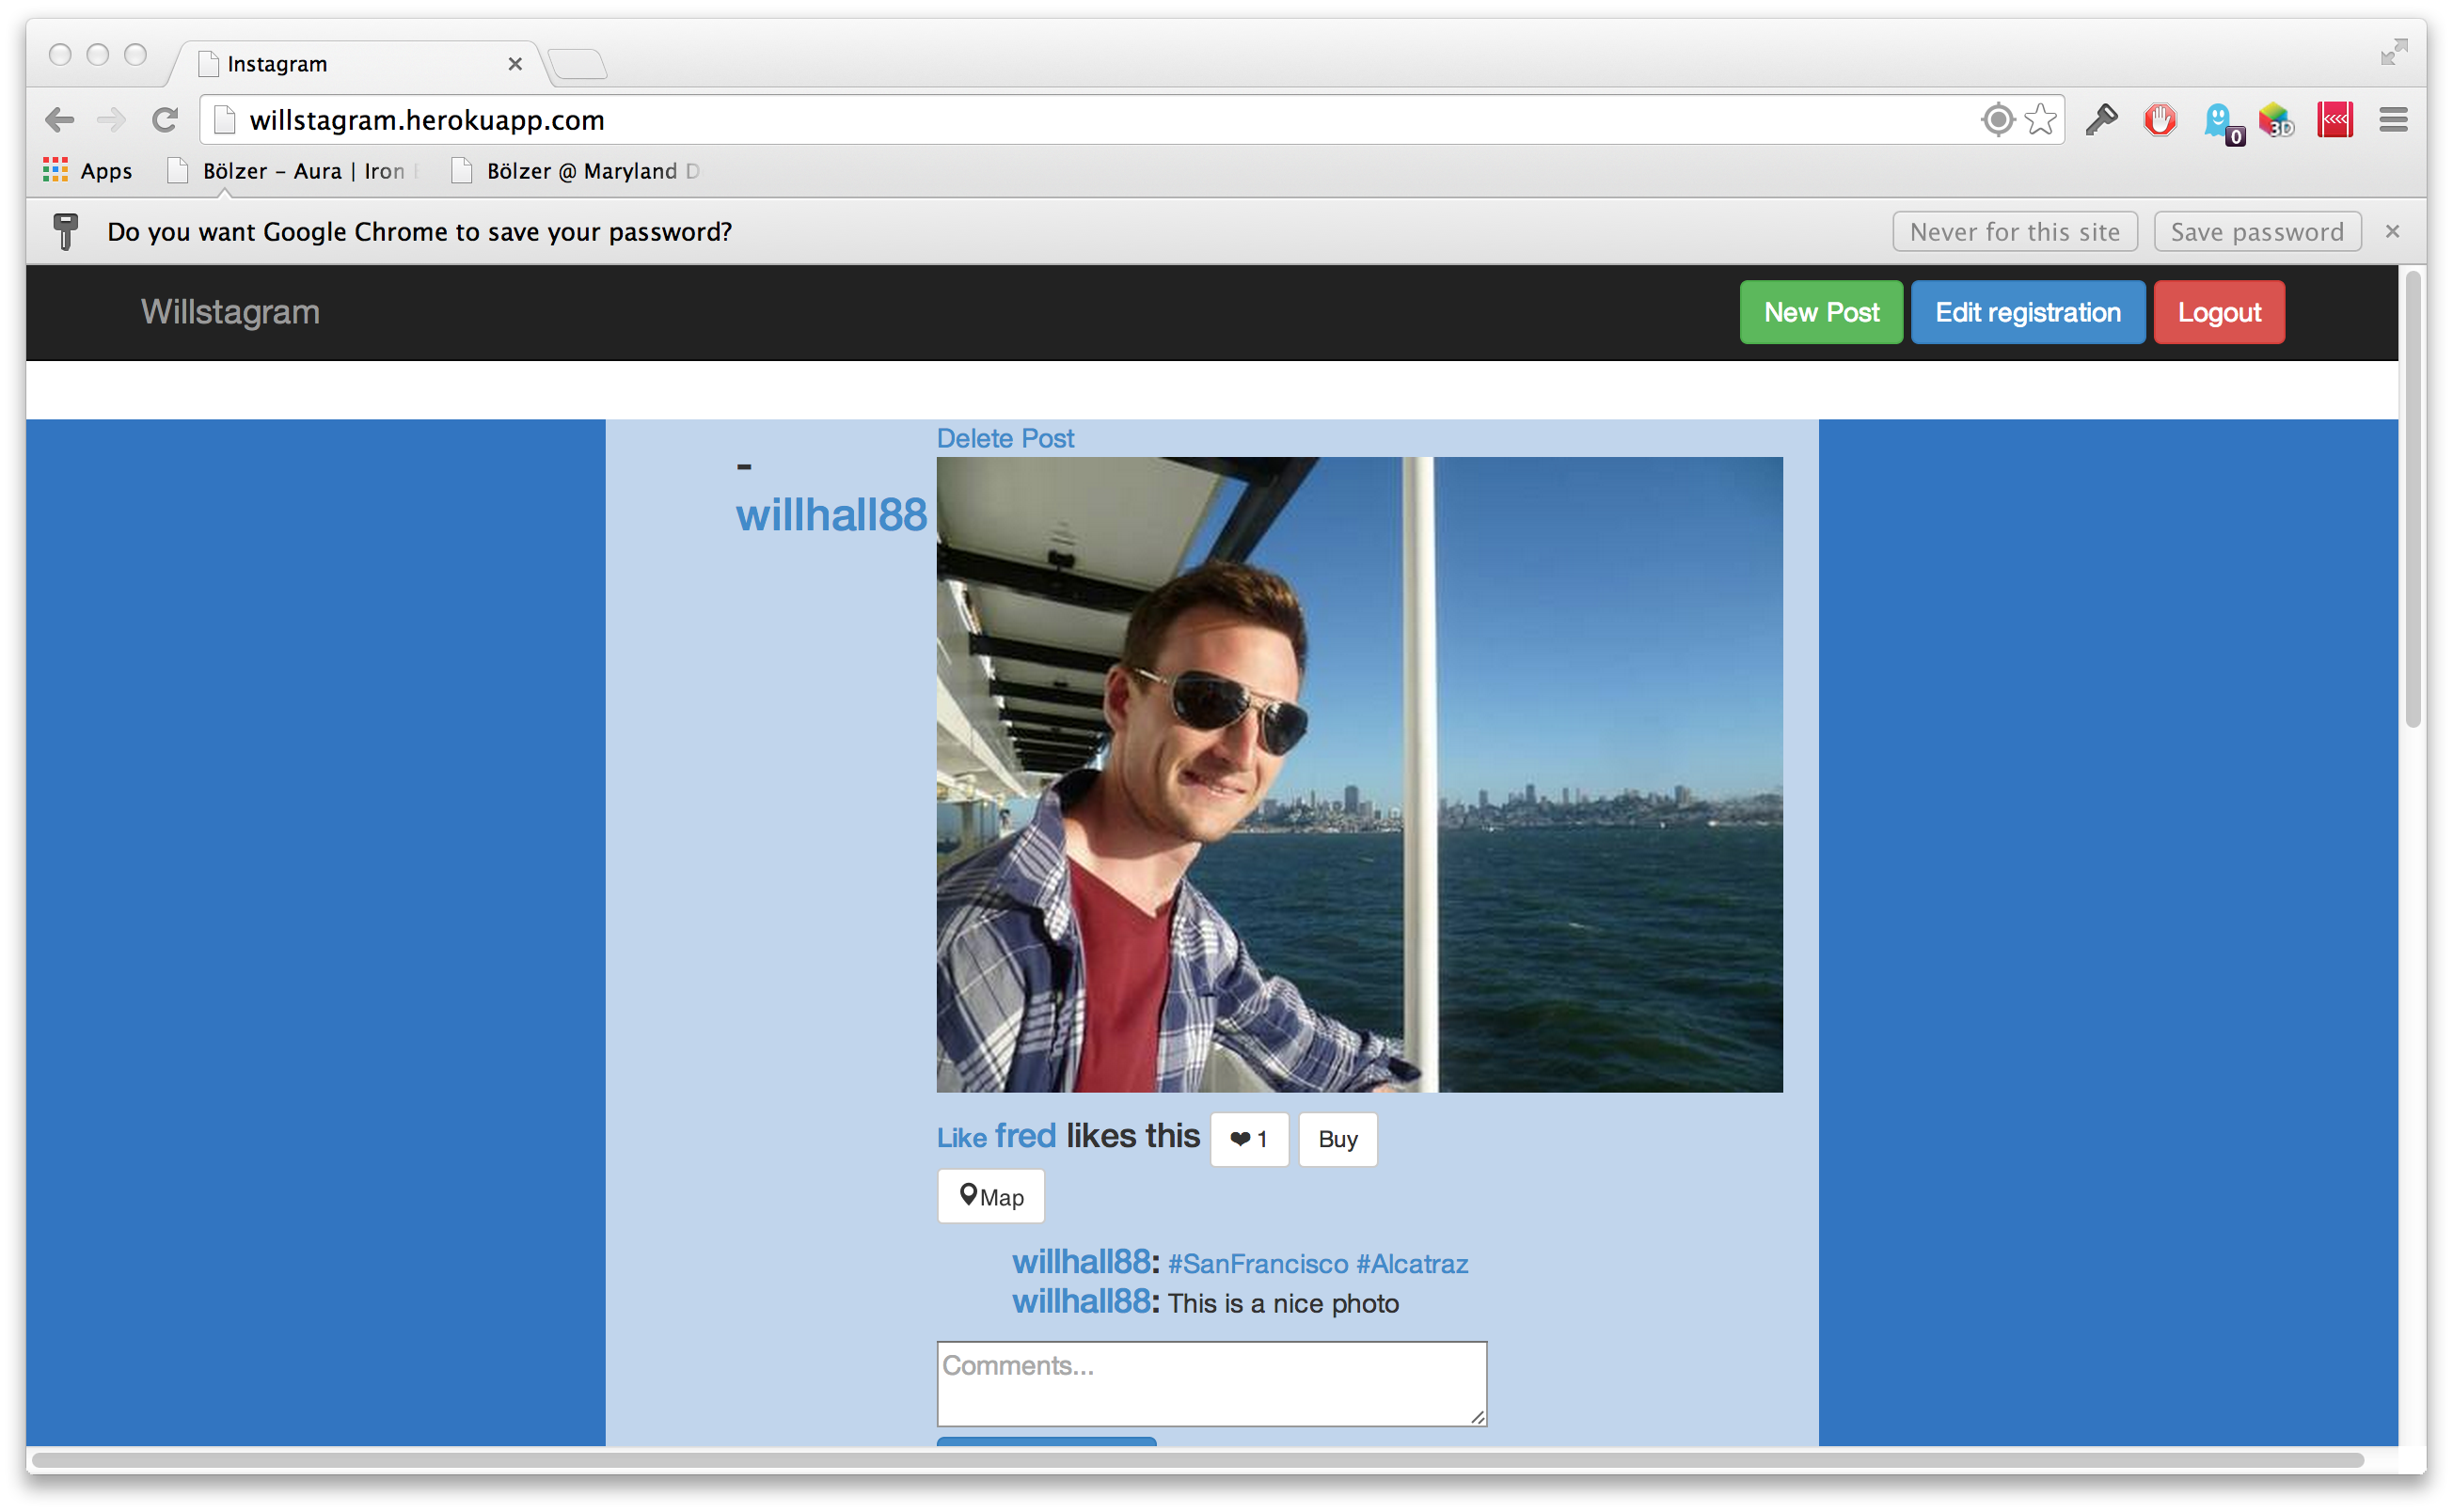 Instagram
willstagram.herokuapp.com
0
3D
Apps Bölzer – Aura | Iron Bölzer @ Maryland D
Do you want Google Chrome to save your password? Never for this site Save password
Willstagram New Post Edit registration Logout
Delete Post
- willhall88
Like fred likes this ❤ 1 Buy
Map
willhall88: #SanFrancisco #Alcatraz
willhall88: This is a nice photo
Comments...